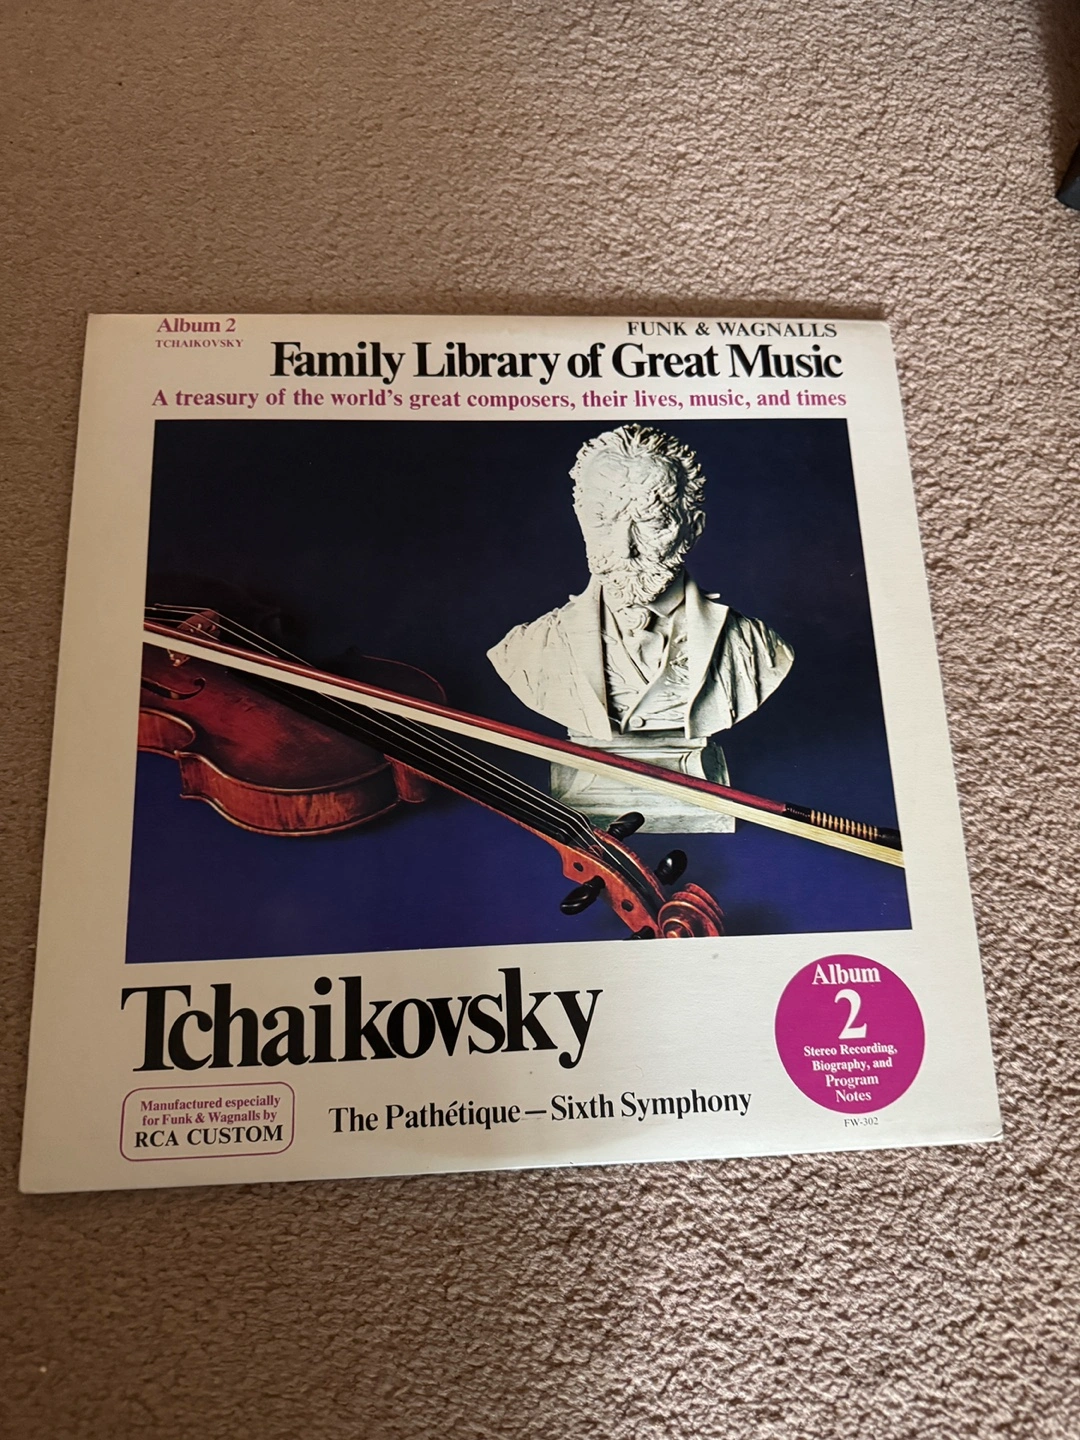 Album 2
TCHAIKOVSKY
FUNK & WAGNALLS
Family Library of Great Music
A treasury of the world's great composers, their lives, music, and times
Tchaikovsky
Manufactured especially
for Funk & Wagnalls by
RCA CUSTOM
The Pathétique—Sixth Symphony
Album
2
Stereo Recording,
Biography, and
Program
Notes
FW-302